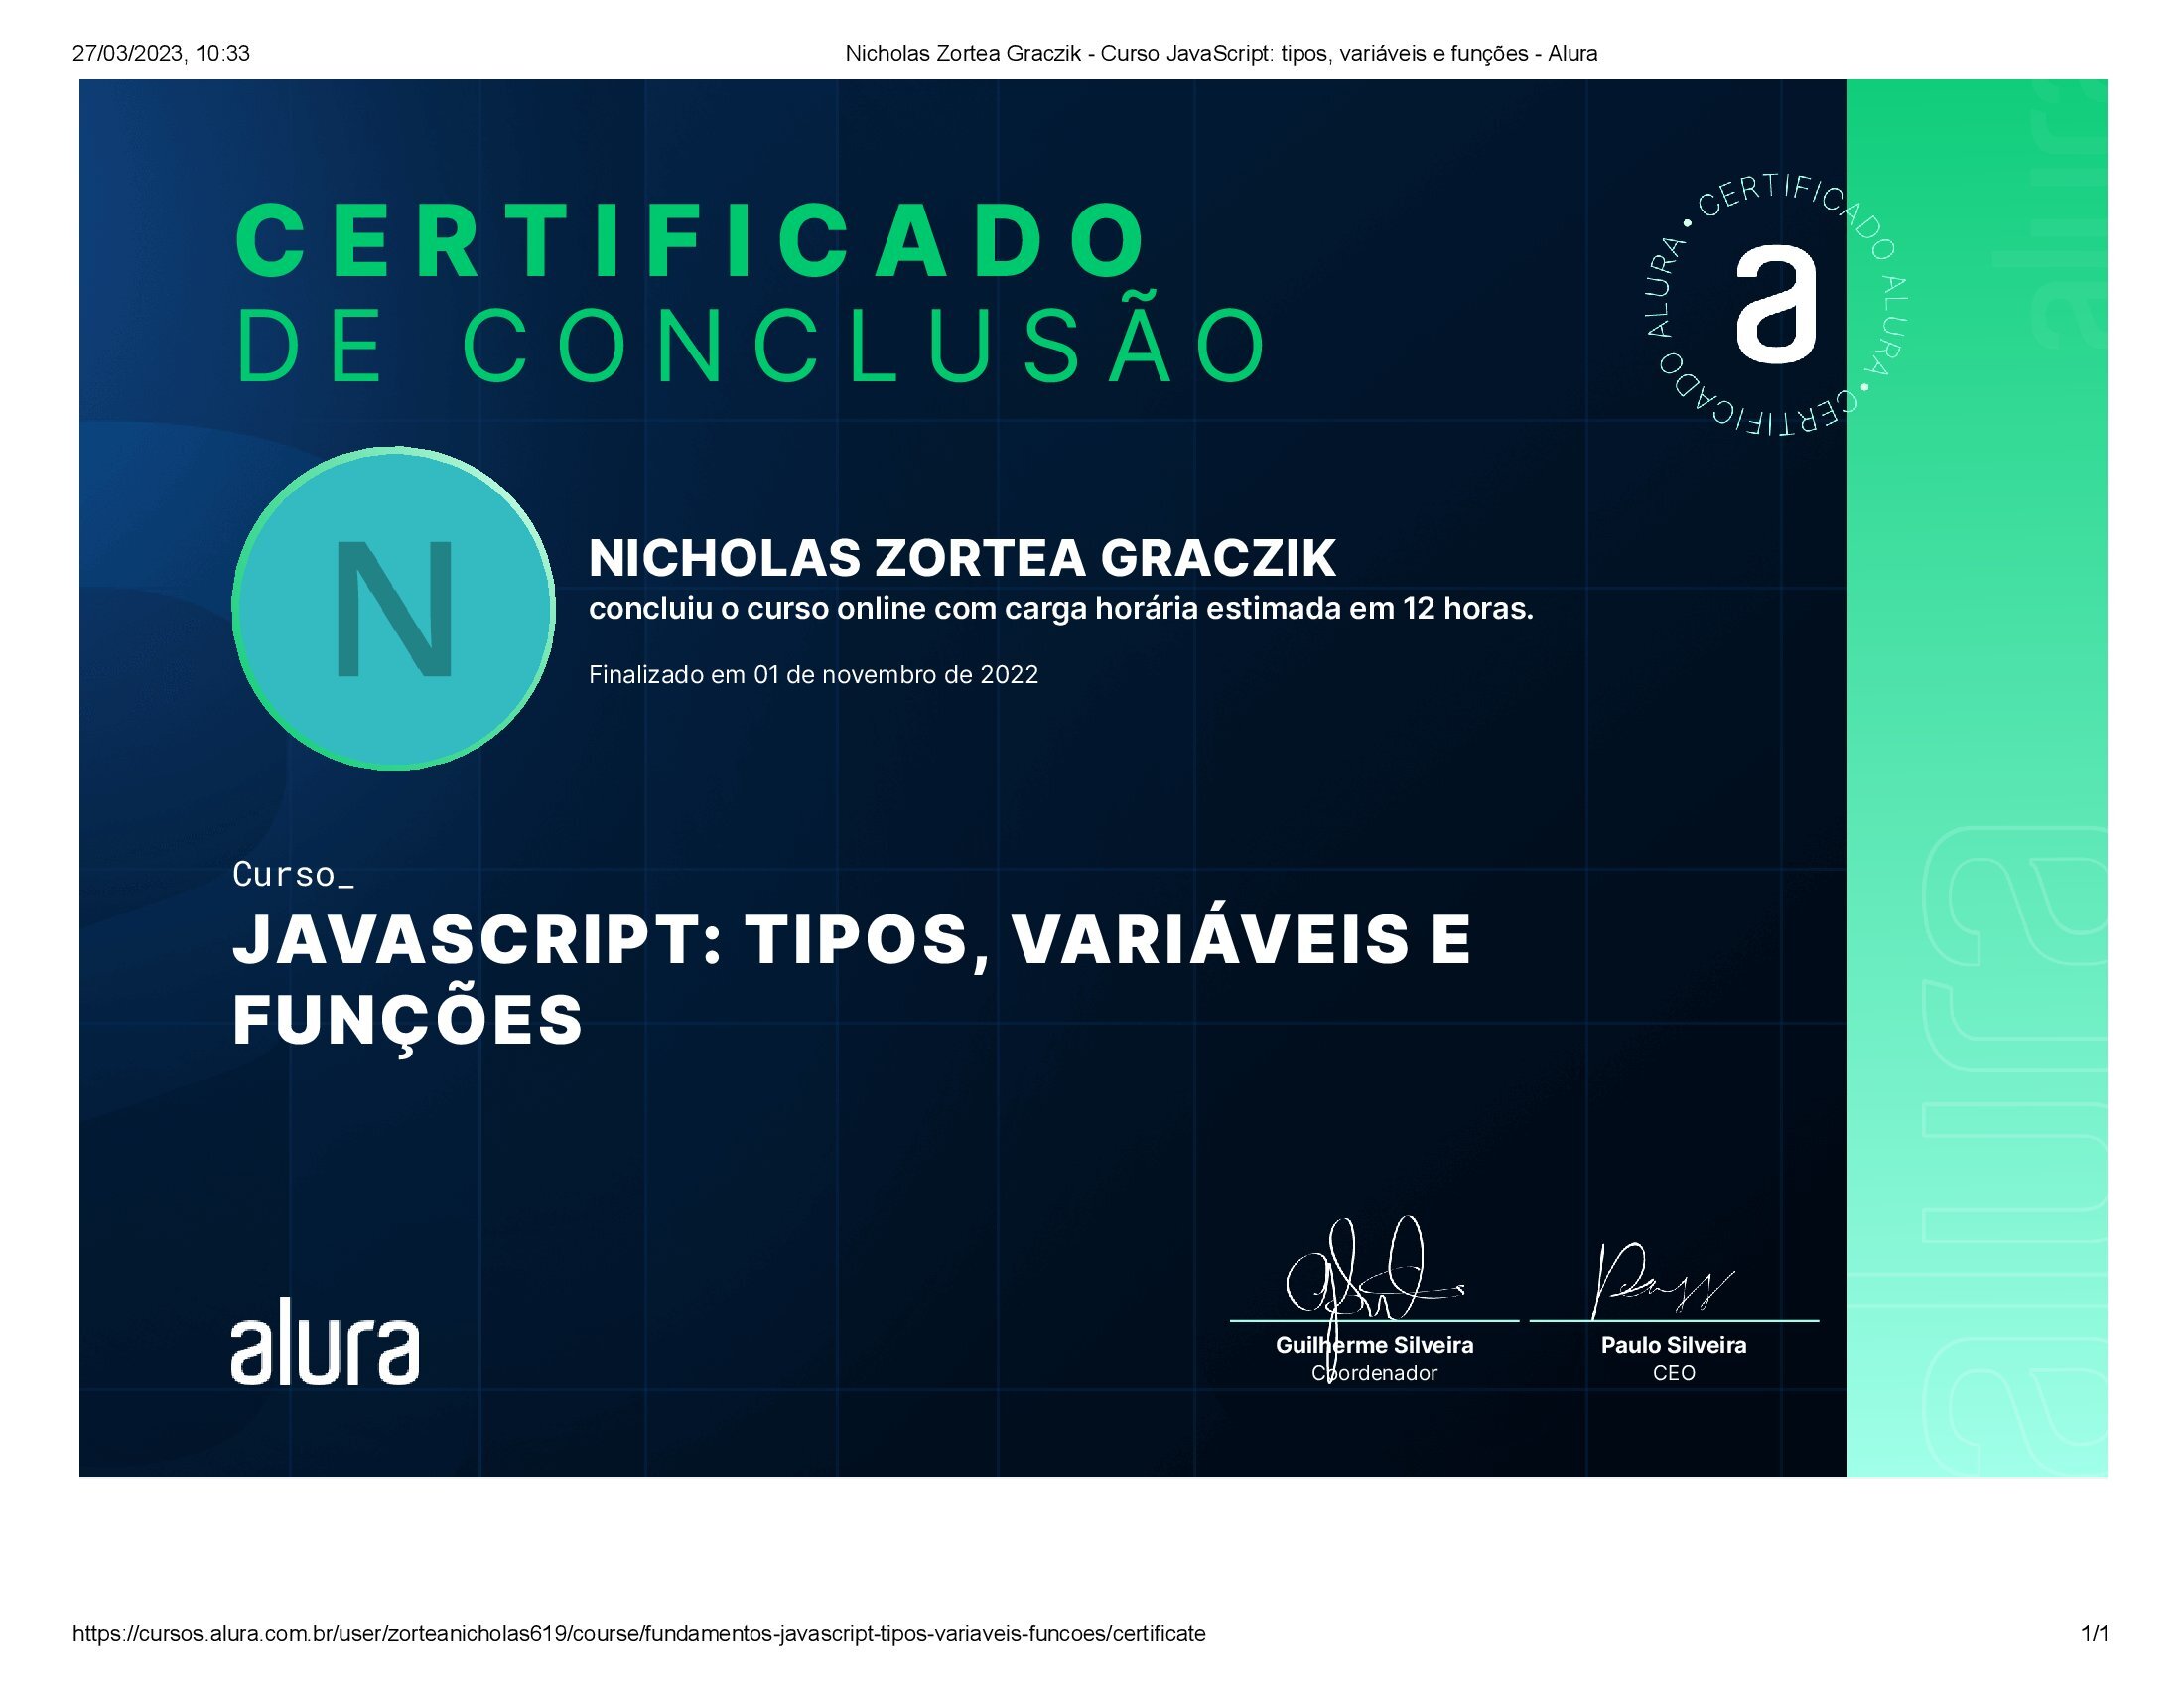 27/03/2023, 10:33
Nicholas Zortea Graczik - Curso JavaScript: tipos, variáveis e funções - Alura
CERTIFICADO
DE CONCLUSÃO
• CERTIFICADO ALURA • CERTIFICADO ALURA
a
N
NICHOLAS ZORTEA GRACZIK
concluiu o curso online com carga horária estimada em 12 horas.
Finalizado em 01 de novembro de 2022
Curso_
JAVASCRIPT: TIPOS, VARIÁVEIS E
FUNÇÕES
alura
Guilherme Silveira
Coordenador
Paulo Silveira
CEO
alura
alura
https://cursos.alura.com.br/user/zorteanicholas619/course/fundamentos-javascript-tipos-variaveis-funcoes/certificate
1/1